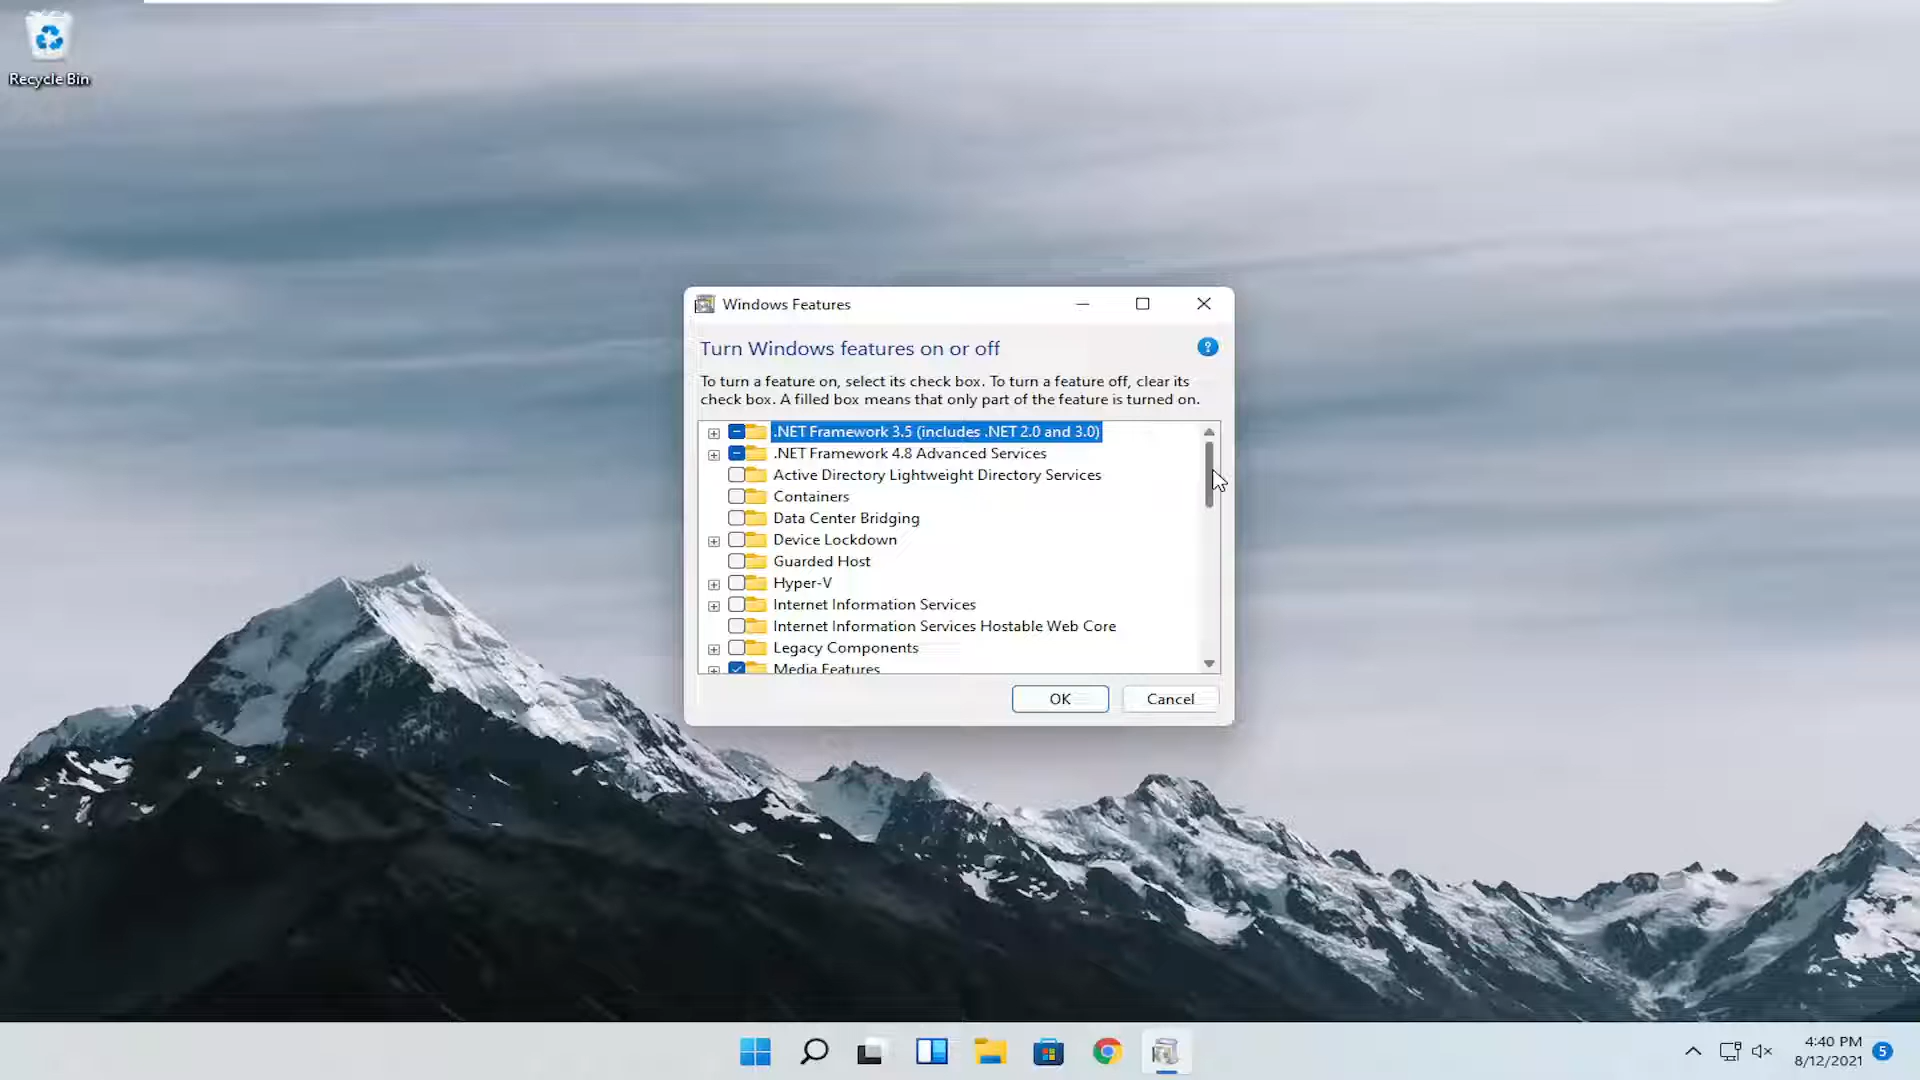 Recycle Bin
Windows Features
Turn Windows features on or off
To turn a feature on, select its check box. To turn a feature off, clear its
check box. A filled box means that only part of the feature is turned on.
.NET Framework 3.5 (includes .NET 2.0 and 3.0)
.NET Framework 4.8 Advanced Services
Active Directory Lightweight Directory Services
Containers
Data Center Bridging
Device Lockdown
Guarded Host
Hyper-V
Internet Information Services
Internet Information Services Hostable Web Core
Legacy Components
Media Features
OK
Cancel
4:40 PM
8/12/2021
5